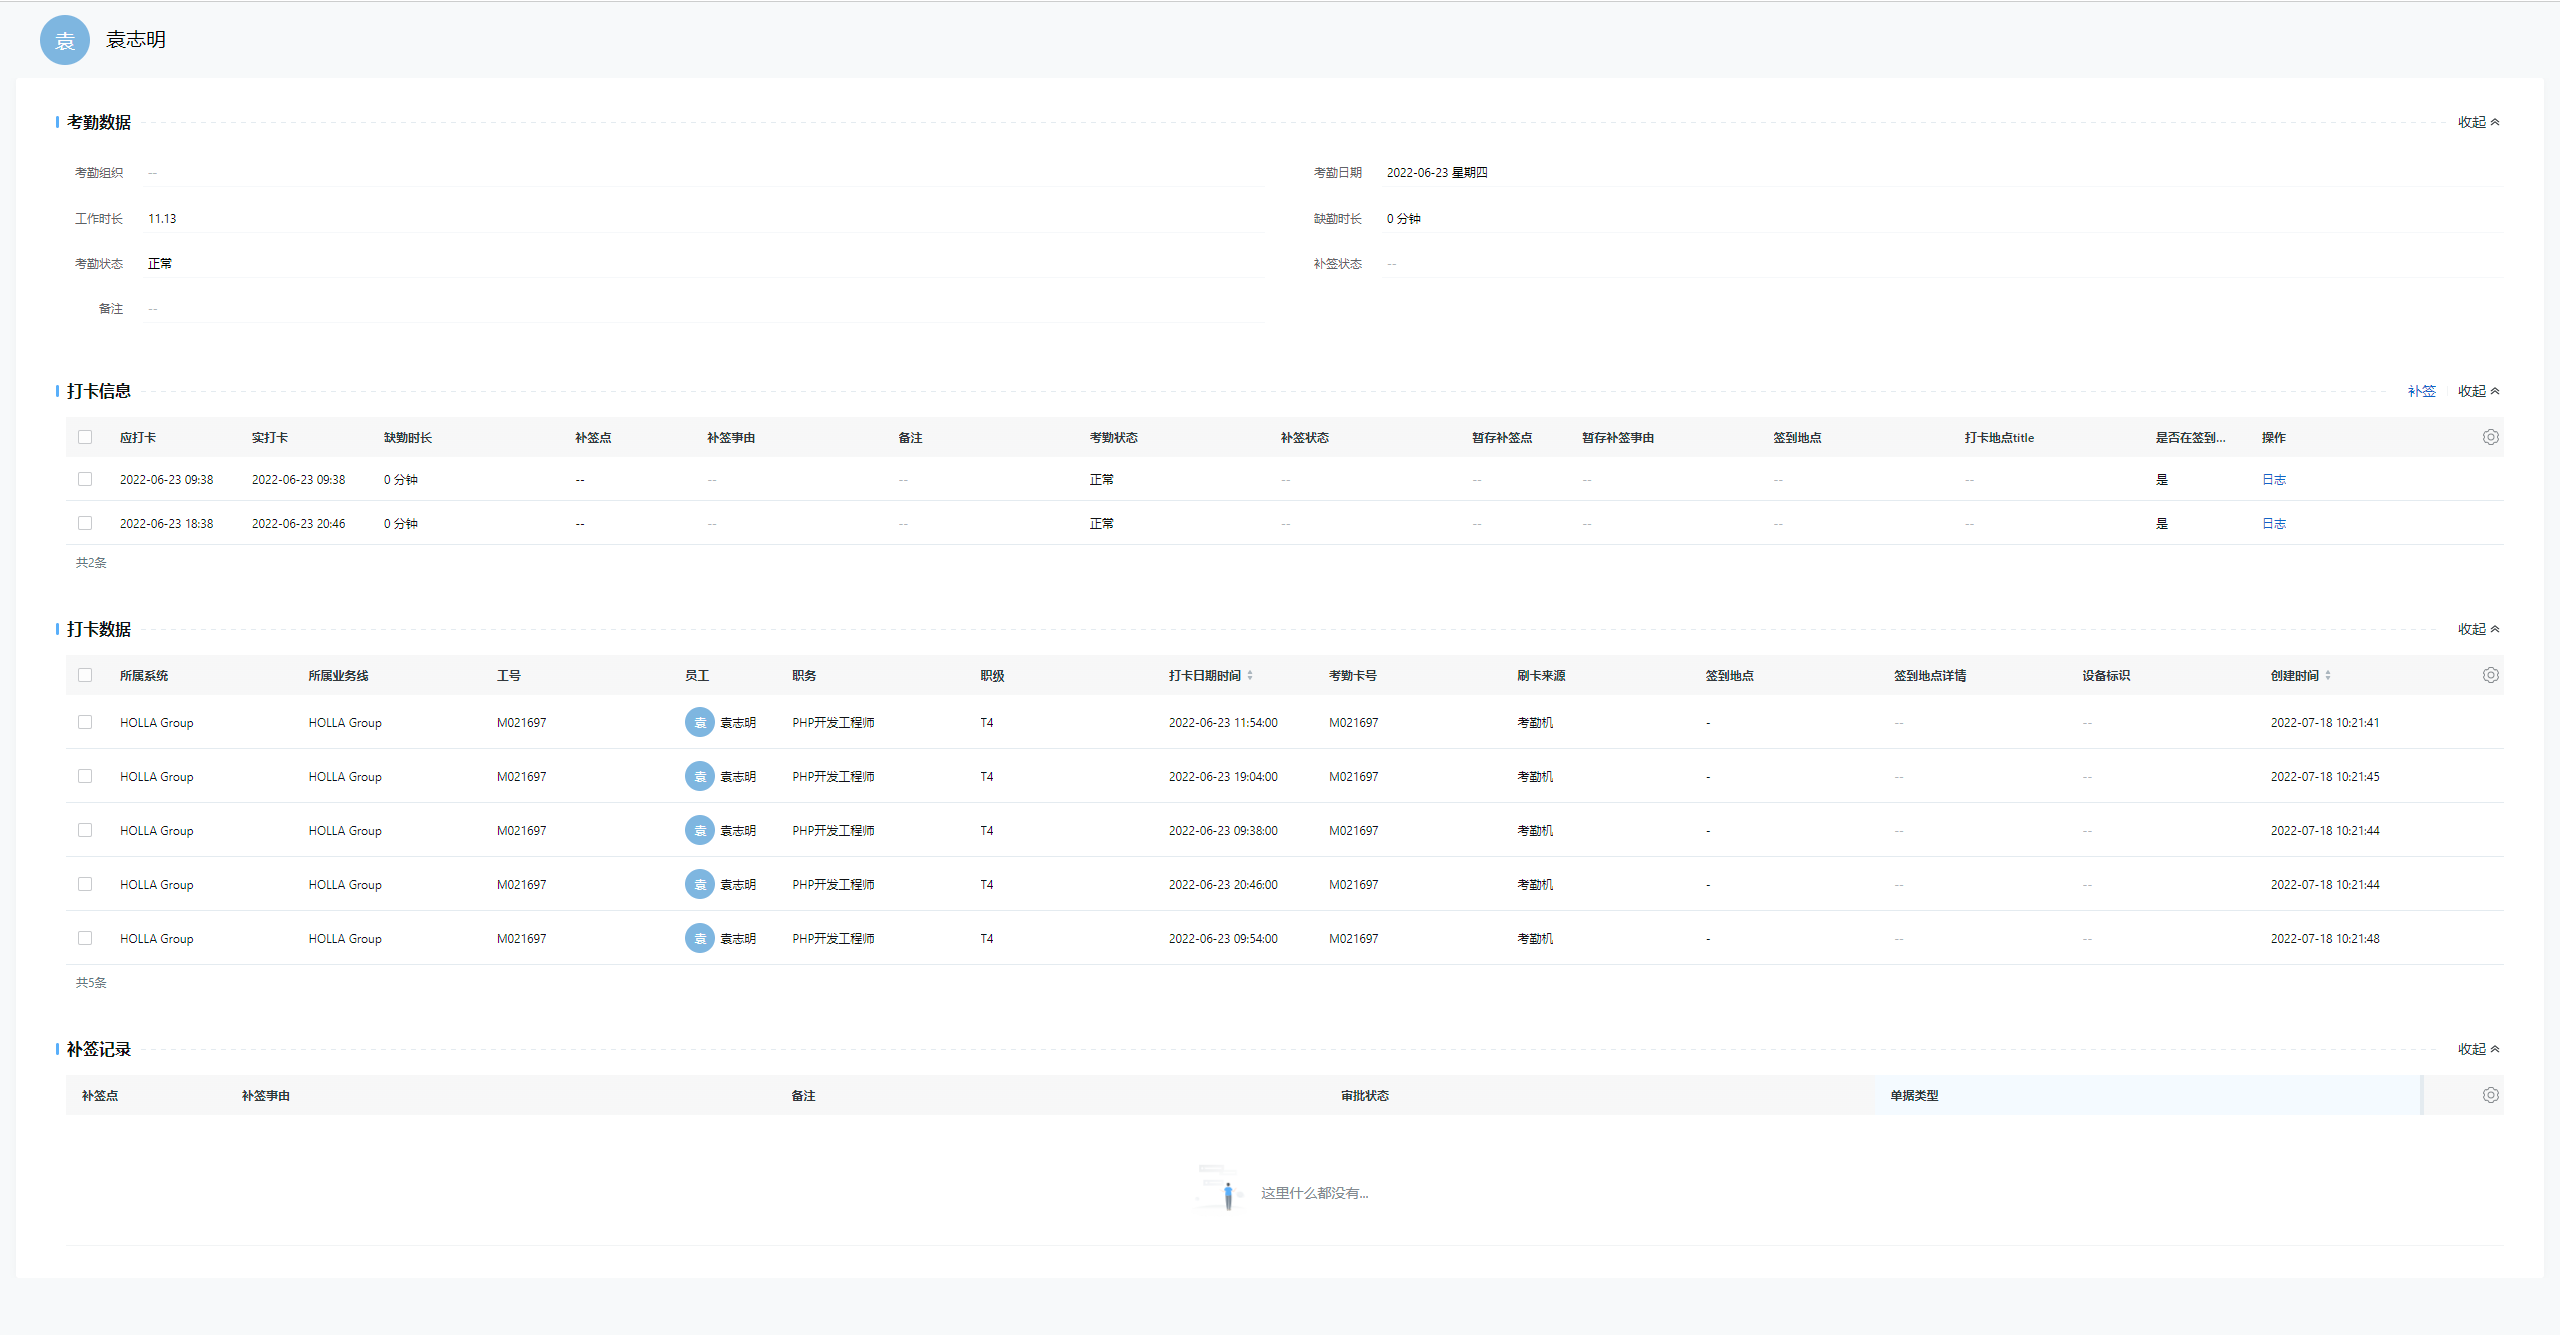 袁 袁志明
考勤数据 收起
考勤组织 -- 考勤日期 2022-06-23 星期四
工作时长 11.13 缺勤时长 0 分钟
考勤状态 正常 补签状态 --
备注 --
打卡信息 补签 收起
应打卡 实打卡 缺勤时长 补签点 补签事由 备注 考勤状态 补签状态 暂存补签点 暂存补签事由 签到地点 打卡地点title 是否在签到... 操作
2022-06-23 09:38 2022-06-23 09:38 0 分钟 -- -- -- 正常 -- -- -- -- -- 是 日志
2022-06-23 18:38 2022-06-23 20:46 0 分钟 -- -- -- 正常 -- -- -- -- -- 是 日志
共2条
打卡数据 收起
所属系统 所属业务线 工号 员工 职务 职级 打卡日期时间 考勤卡号 刷卡来源 签到地点 签到地点详情 设备标识 创建时间
HOLLA Group HOLLA Group M021697 袁 袁志明 PHP开发工程师 T4 2022-06-23 11:54:00 M021697 考勤机 - -- -- 2022-07-18 10:21:41
HOLLA Group HOLLA Group M021697 袁 袁志明 PHP开发工程师 T4 2022-06-23 19:04:00 M021697 考勤机 - -- -- 2022-07-18 10:21:45
HOLLA Group HOLLA Group M021697 袁 袁志明 PHP开发工程师 T4 2022-06-23 09:38:00 M021697 考勤机 - -- -- 2022-07-18 10:21:44
HOLLA Group HOLLA Group M021697 袁 袁志明 PHP开发工程师 T4 2022-06-23 20:46:00 M021697 考勤机 - -- -- 2022-07-18 10:21:44
HOLLA Group HOLLA Group M021697 袁 袁志明 PHP开发工程师 T4 2022-06-23 09:54:00 M021697 考勤机 - -- -- 2022-07-18 10:21:48
共5条
补签记录 收起
补签点 补签事由 备注 审批状态 单据类型
这里什么都没有...